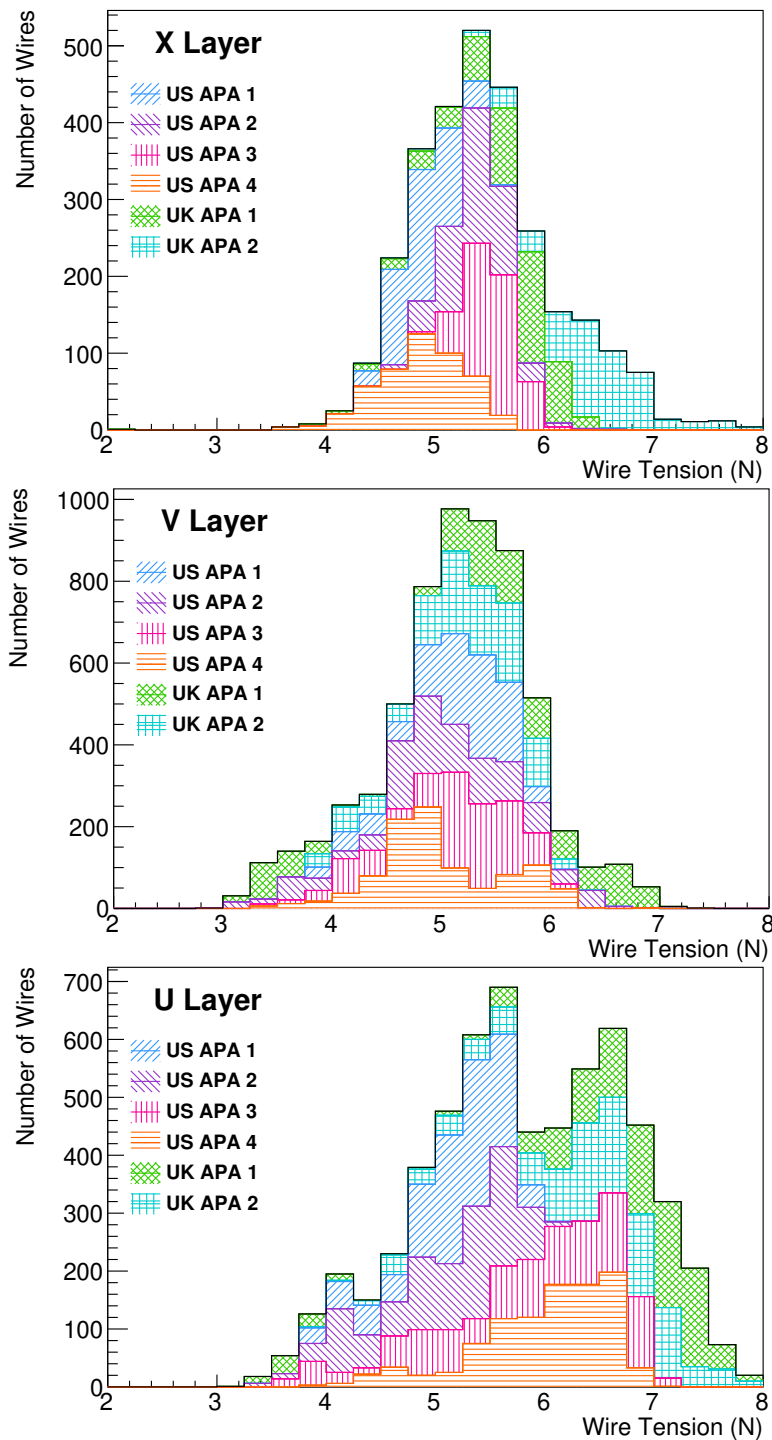 X Layer
Number of Wires
500
400
300
200
100
0
US APA 1
US APA 2
US APA 3
US APA 4
UK APA 1
UK APA 2
2 3 4 5 6 7 8
Wire Tension (N)
V Layer
Number of Wires
1000
800
600
400
200
0
US APA 1
US APA 2
US APA 3
US APA 4
UK APA 1
UK APA 2
2 3 4 5 6 7 8
Wire Tension (N)
U Layer
Number of Wires
700
600
500
400
300
200
100
0
US APA 1
US APA 2
US APA 3
US APA 4
UK APA 1
UK APA 2
2 3 4 5 6 7 8
Wire Tension (N)